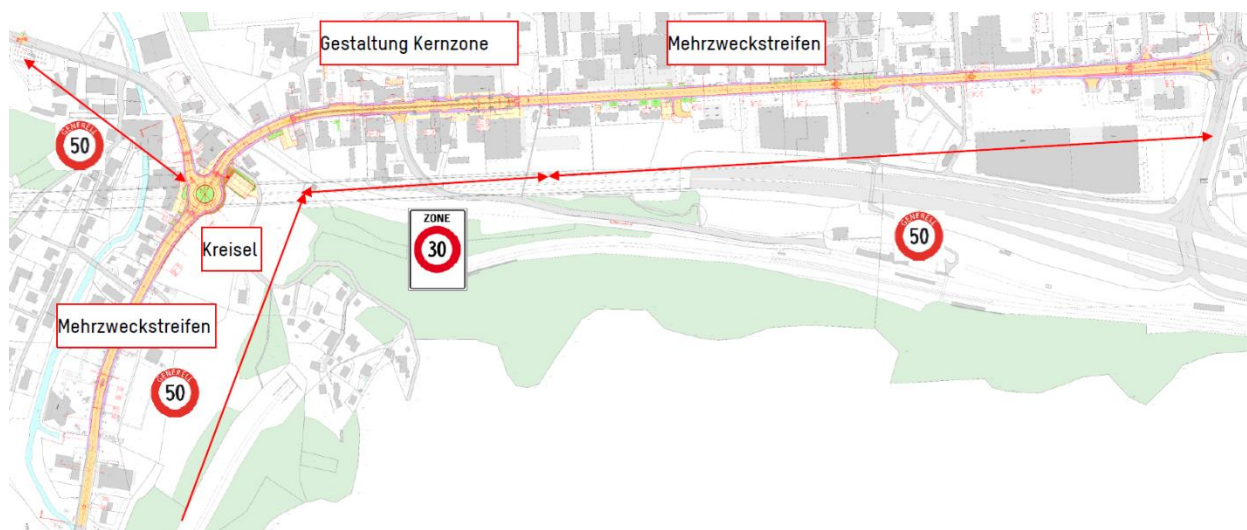 Gestaltung Kernzone
Mehrzweckstreifen
GENERELL
50
ZONE
30
GENERELL
50
Kreisel
Mehrzweckstreifen
GENERELL
50